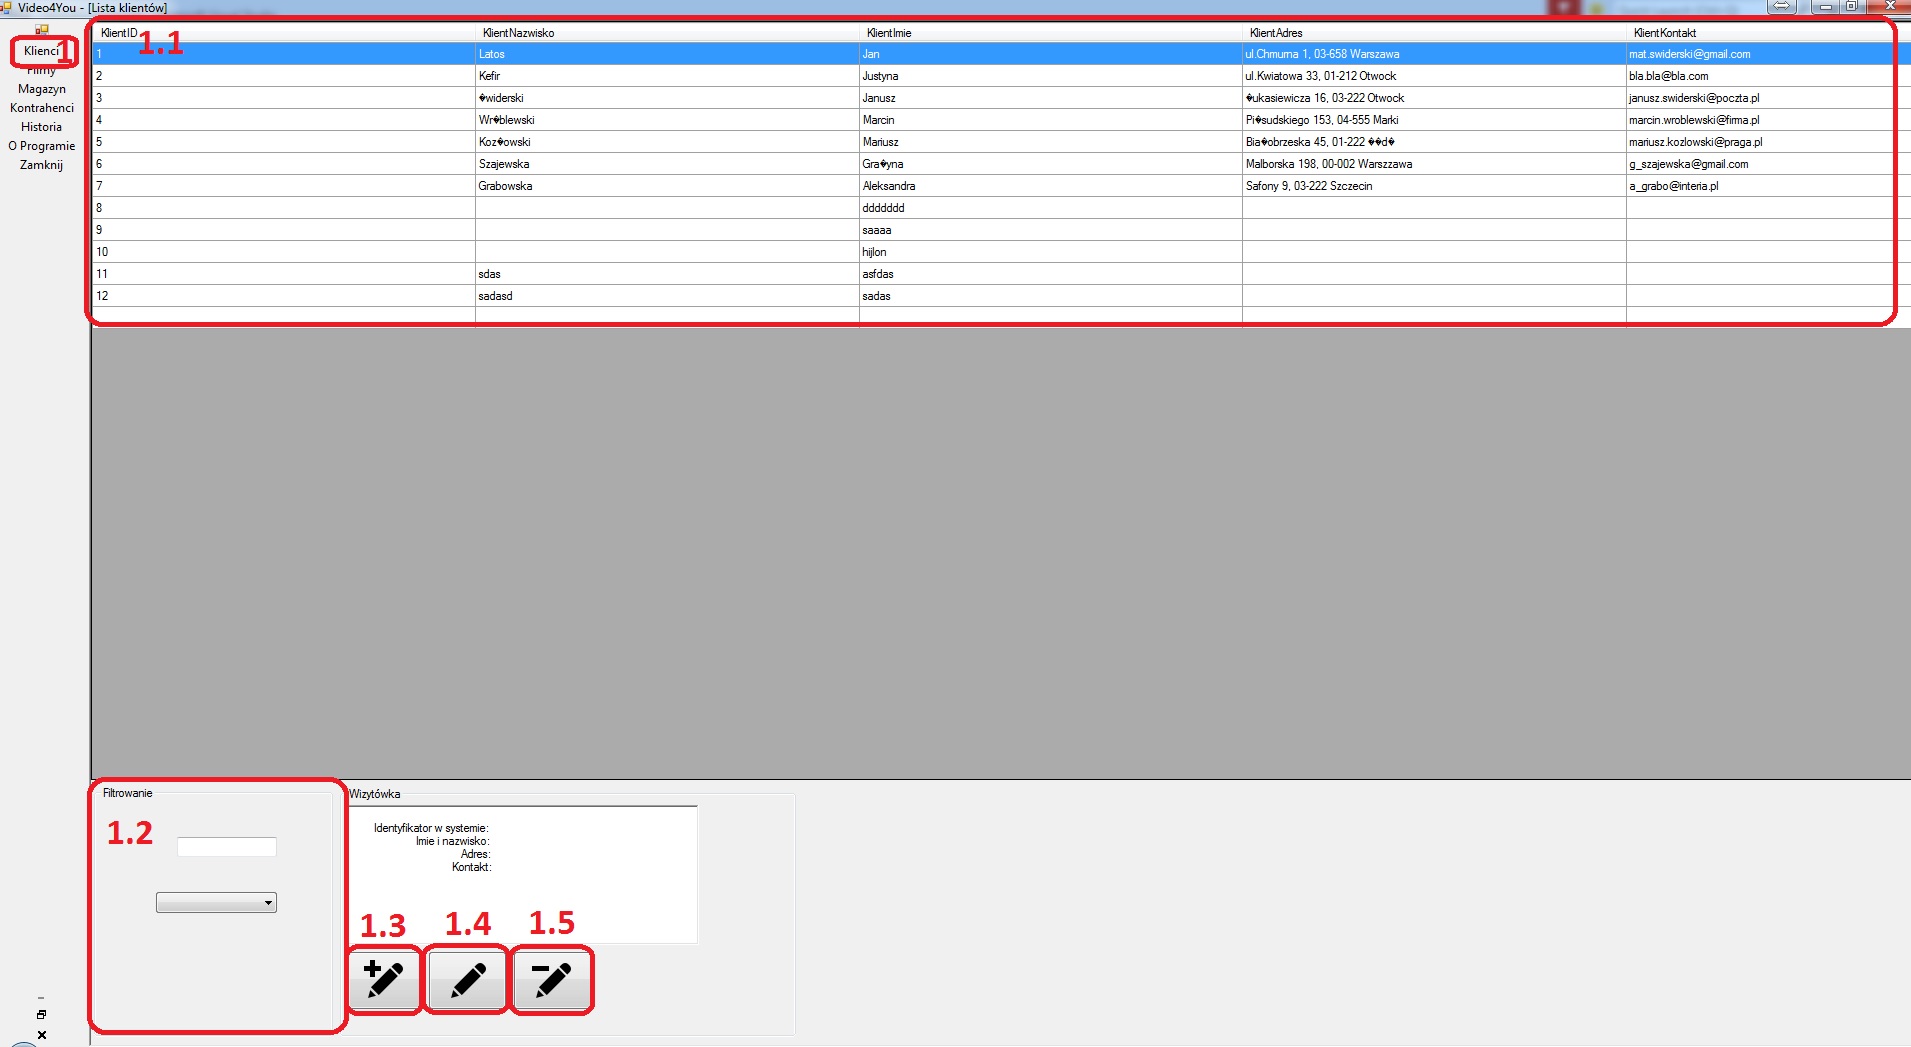 Video4You - [Lista klientów]
Klienci 1
Filmy
Magazyn
Kontrahenci
Historia
O Programie
Zamknij
1.1
KlientID KlientNazwisko KlientImie KlientAdres KlientKontakt
1 Latos Jan ul.Chmurna 1, 03-658 Warszawa mat.swiderski@gmail.com
2 Kefir Justyna ul.Kwiatowa 33, 01-212 Otwock bla.bla@bla.com
3 �widerski Janusz �ukasiewicza 16, 03-222 Otwock janusz.swiderski@poczta.pl
4 Wr�blewski Marcin Pi�sudskiego 153, 04-555 Marki marcin.wroblewski@firma.pl
5 Koz�owski Mariusz Bia�obrzeska 45, 01-222 ��d� mariusz.kozlowski@praga.pl
6 Szajewska Gra�yna Malborska 198, 00-002 Warszzawa g_szajewska@gmail.com
7 Grabowska Aleksandra Safony 9, 03-222 Szczecin a_grabo@interia.pl
8 ddddddd
9 saaaa
10 hijlon
11 sdas asfdas
12 sadasd sadas
Filtrowanie
1.2
Wizytówka
Identyfikator w systemie:
Imie i nazwisko:
Adres:
Kontakt:
1.3 1.4 1.5